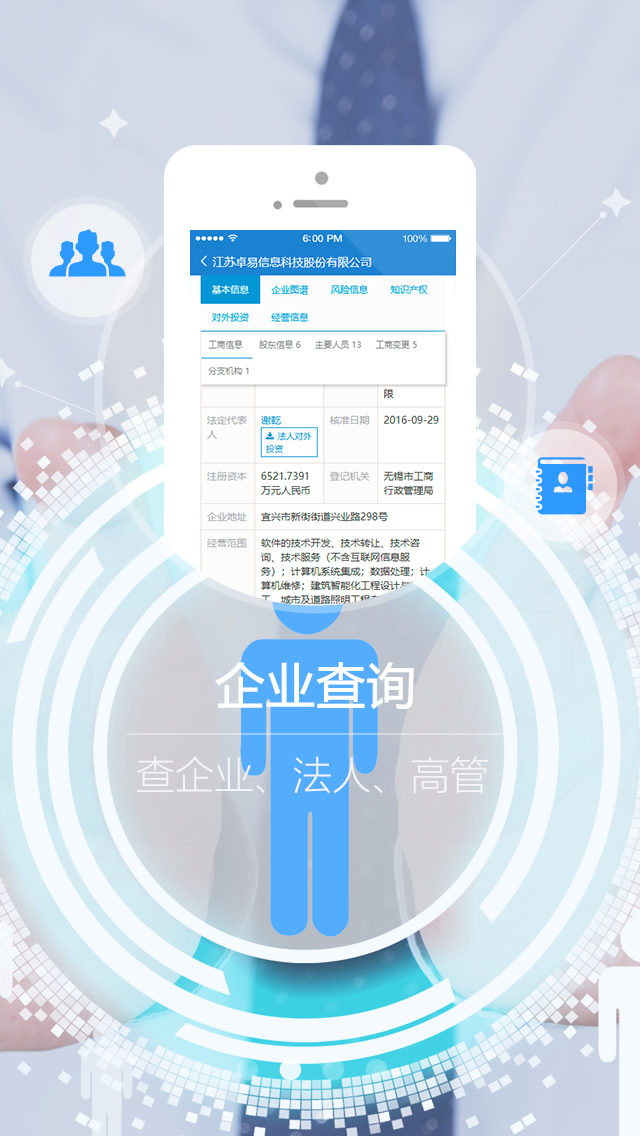 6:00 PM 100%
江苏卓易信息科技股份有限公司
基本信息 企业图谱 风险信息 知识产权
对外投资 经营信息
工商信息 股东信息 6 主要人员 13 工商变更 5
分支机构 1
限
法定代表人 谢乾 法人对外投资 核准日期 2016-09-29
注册资本 6521.7391万元人民币 登记机关 无锡市工商行政管理局
企业地址 宜兴市新街街道兴业路298号
经营范围 软件的技术开发、技术转让、技术咨
询、技术服务（不含互联网信息服
务）；计算机系统集成；数据处理；计
算机维修；建筑智能化工程设计与
工、城市及道路照明工程
企业查询
查企业、法人、高管